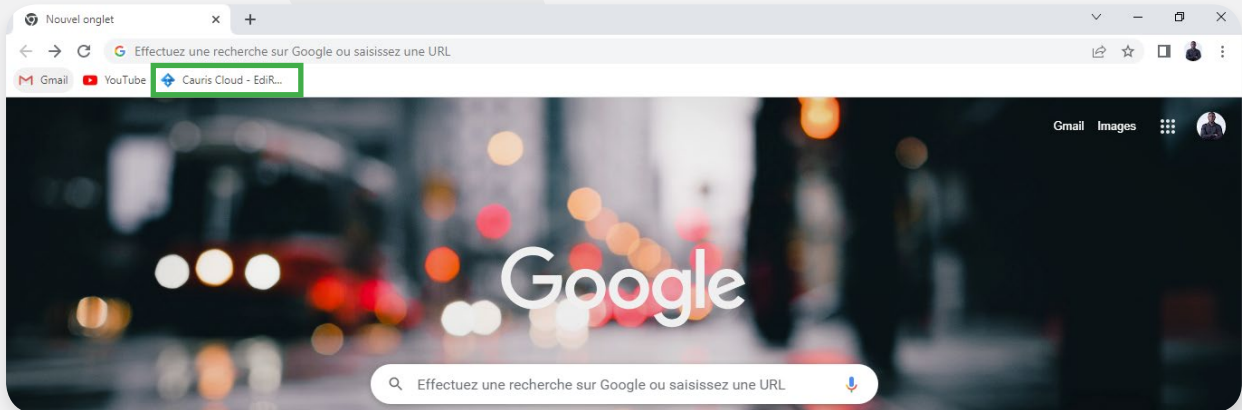 Nouvel onglet
Effectuez une recherche sur Google ou saisissez une URL
Gmail YouTube Cauris Cloud - EdiR...
Gmail Images
Google
Effectuez une recherche sur Google ou saisissez une URL